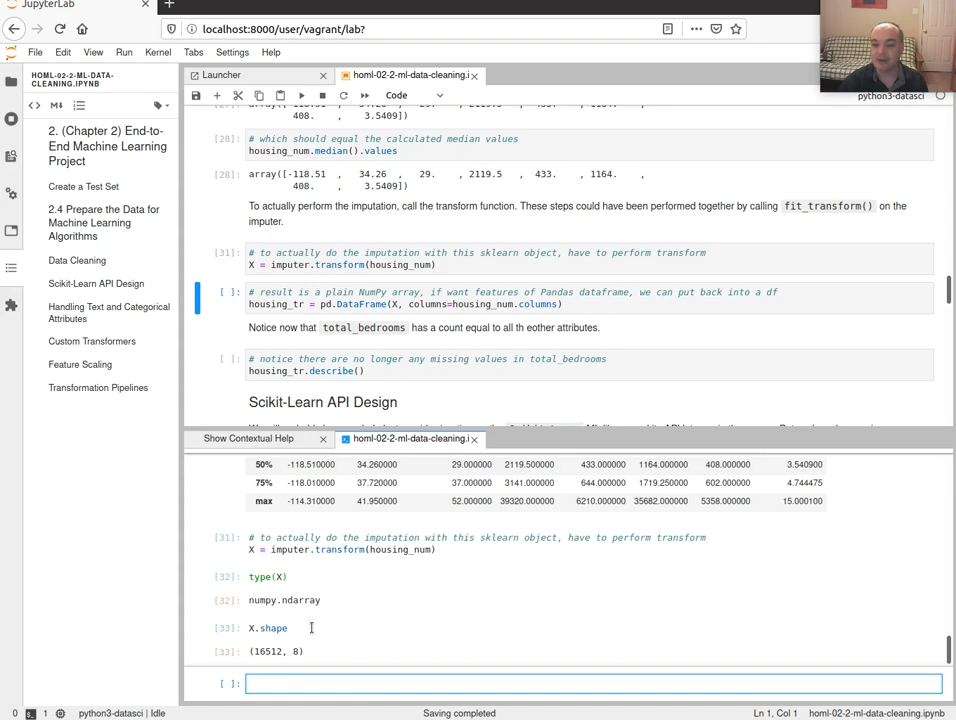 JupyterLab
localhost:8000/user/vagrant/lab?
File Edit View Run Kernel Tabs Settings Help
HOML-02-2-ML-DATA-
CLEANING.IPYNB
2. (Chapter 2) End-to-
End Machine Learning
Project
Create a Test Set
2.4 Prepare the Data for
Machine Learning
Algorithms
Data Cleaning
Scikit-Learn API Design
Handling Text and Categorical
Attributes
Custom Transformers
Feature Scaling
Transformation Pipelines
Launcher
homl-02-2-ml-data-cleaning.i
Code
python3-datasci
408. , 3.5409])
[28]: # which should equal the calculated median values
housing_num.median().values
[28]: array([-118.51 , 34.26 , 29. , 2119.5 , 433. , 1164. ,
408. , 3.5409])
To actually perform the imputation, call the transform function. These steps could have been performed together by calling fit_transform() on the
imputer.
[31]: # to actually do the imputation with this sklearn object, have to perform transform
X = imputer.transform(housing_num)
[ ]: # result is a plain NumPy array, if want features of Pandas dataframe, we can put back into a df
housing_tr = pd.DataFrame(X, columns=housing_num.columns)
Notice now that total_bedrooms has a count equal to all th eother attributes.
[ ]: # notice there are no longer any missing values in total_bedrooms
housing_tr.describe()
Scikit-Learn API Design
Show Contextual Help
homl-02-2-ml-data-cleaning.i
50% -118.510000 34.260000 29.000000 2119.500000 433.000000 1164.000000 408.000000 3.540900
75% -118.010000 37.720000 37.000000 3141.000000 644.000000 1719.250000 602.000000 4.744475
max -114.310000 41.950000 52.000000 39320.000000 6210.000000 35682.000000 5358.000000 15.000100
[31]: # to actually do the imputation with this sklearn object, have to perform transform
X = imputer.transform(housing_num)
[32]: type(X)
[32]: numpy.ndarray
[33]: X.shape
[33]: (16512, 8)
[ ]:
0 1 python3-datasci | Idle Saving completed Ln 1, Col 1 homl-02-2-ml-data-cleaning.ipynb